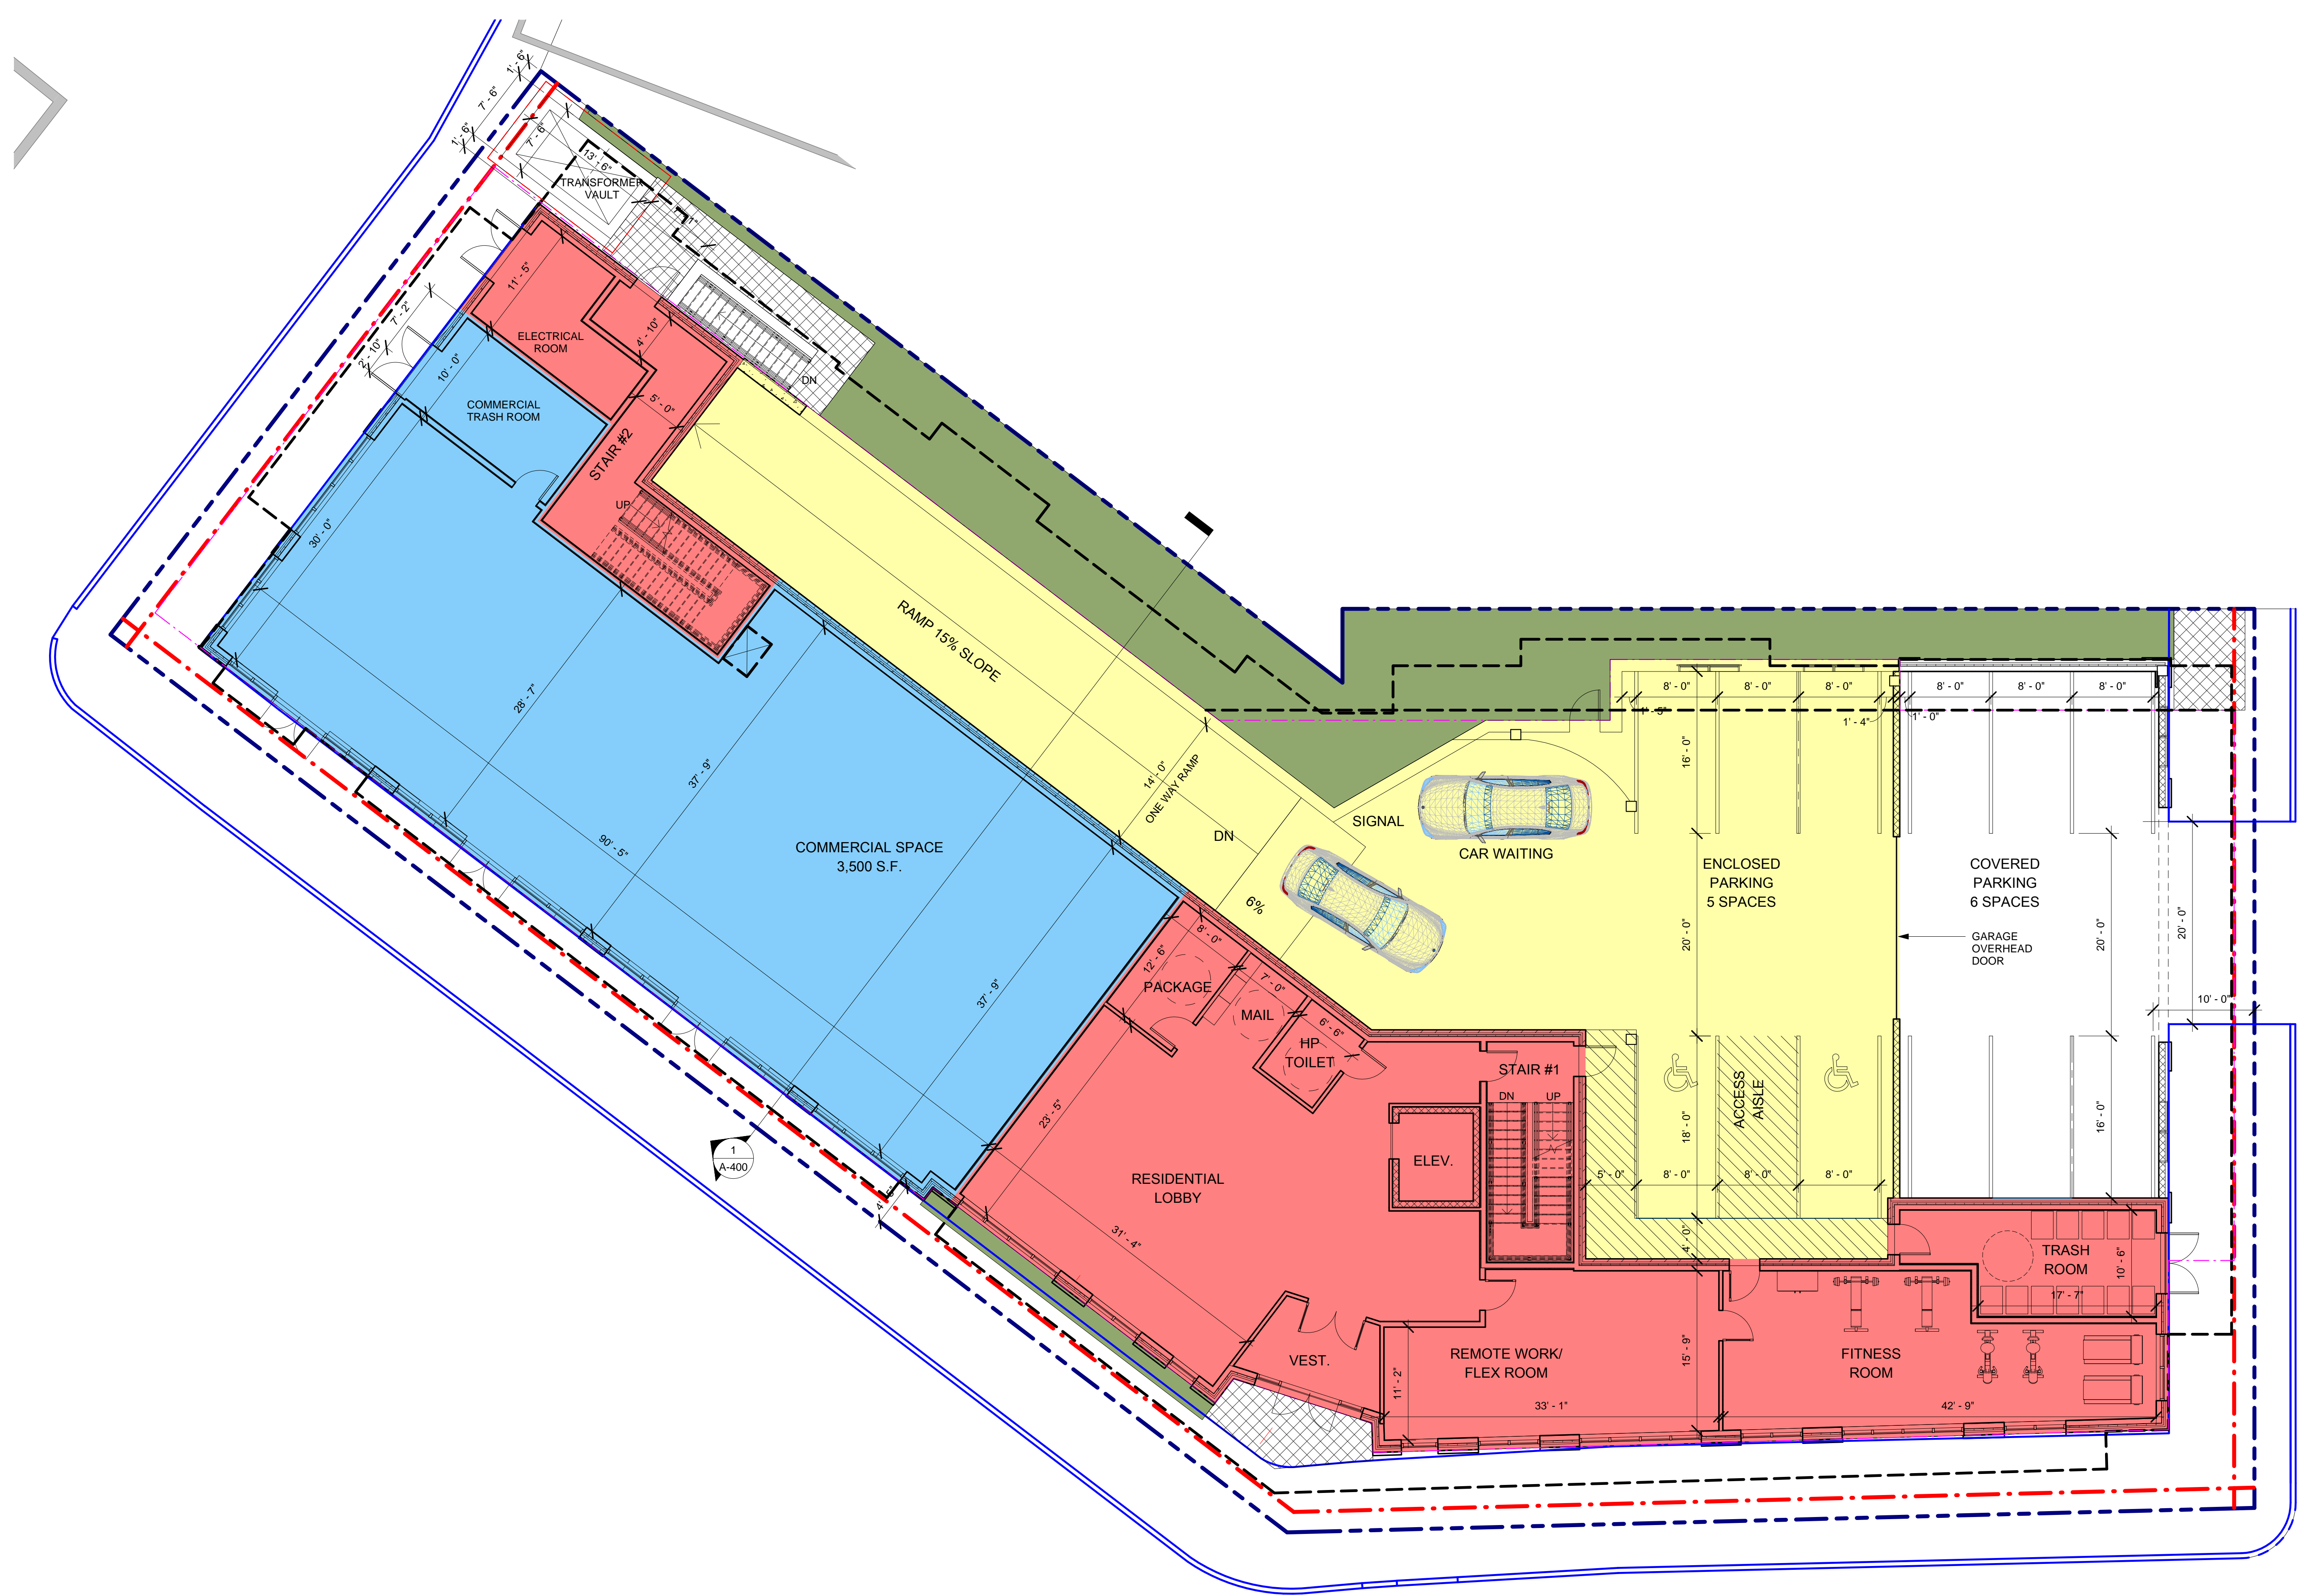 1' - 6"
7' - 6"
1' - 6"
7' - 6"
13' - 6"
TRANSFORMER
VAULT
11' - 5"
7' - 2"
2' - 10"
ELECTRICAL
ROOM
4' - 10"
10' - 0"
COMMERCIAL
TRASH ROOM
5' - 0"
STAIR #2
DN
UP
30' - 0"
28' - 7"
37' - 9"
90' - 5"
COMMERCIAL SPACE
3,500 S.F.
37' - 9"
RAMP 15% SLOPE
14' - 0"
ONE WAY RAMP
DN
6%
SIGNAL
CAR WAITING
8' - 0"
8' - 0"
8' - 0"
8' - 0"
8' - 0"
8' - 0"
1' - 5"
1' - 4"
1' - 0"
16' - 0"
ENCLOSED
PARKING
5 SPACES
COVERED
PARKING
6 SPACES
GARAGE
OVERHEAD
DOOR
20' - 0"
20' - 0"
20' - 0"
10' - 0"
8' - 0"
12' - 6"
PACKAGE
7' - 0"
MAIL
6' - 6"
HP
TOILET
STAIR #1
DN
UP
ELEV.
ACCESS
AISLE
18' - 0"
16' - 0"
5' - 0"
8' - 0"
8' - 0"
8' - 0"
4' - 0"
23' - 5"
RESIDENTIAL
LOBBY
31' - 4"
1
A-400
TRASH
ROOM
10' - 6"
17' - 7"
VEST.
11' - 2"
REMOTE WORK/
FLEX ROOM
15' - 9"
33' - 1"
FITNESS
ROOM
42' - 9"